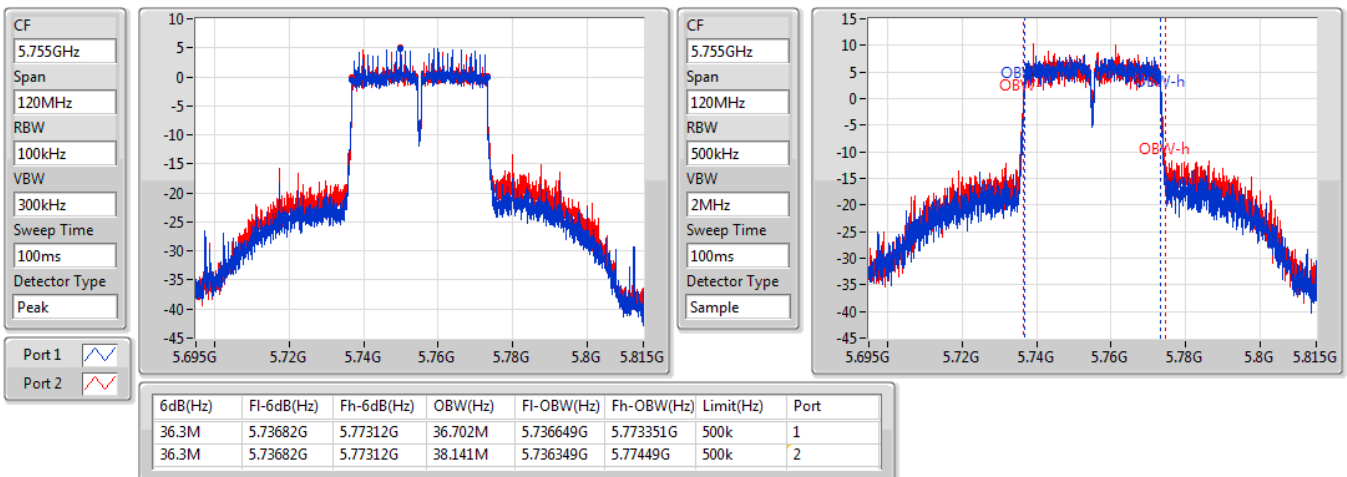 CF
5.755GHz
Span
120MHz
RBW
100kHz
VBW
300kHz
Sweep Time
100ms
Detector Type
Peak
Port 1
Port 2
10
5
0
-5
-10
-15
-20
-25
-30
-35
-40
-45
5.695G 5.72G 5.74G 5.76G 5.78G 5.8G 5.815G
CF
5.755GHz
Span
120MHz
RBW
500kHz
VBW
2MHz
Sweep Time
100ms
Detector Type
Sample
15
10
5
0
-5
-10
-15
-20
-25
-30
-35
-40
-45
OBW-h
OBW-h
5.695G 5.72G 5.74G 5.76G 5.78G 5.8G 5.815G
6dB(Hz) Fl-6dB(Hz) Fh-6dB(Hz) OBW(Hz) Fl-OBW(Hz) Fh-OBW(Hz) Limit(Hz) Port
36.3M 5.73682G 5.77312G 36.702M 5.736649G 5.773351G 500k 1
36.3M 5.73682G 5.77312G 38.141M 5.736349G 5.77449G 500k 2